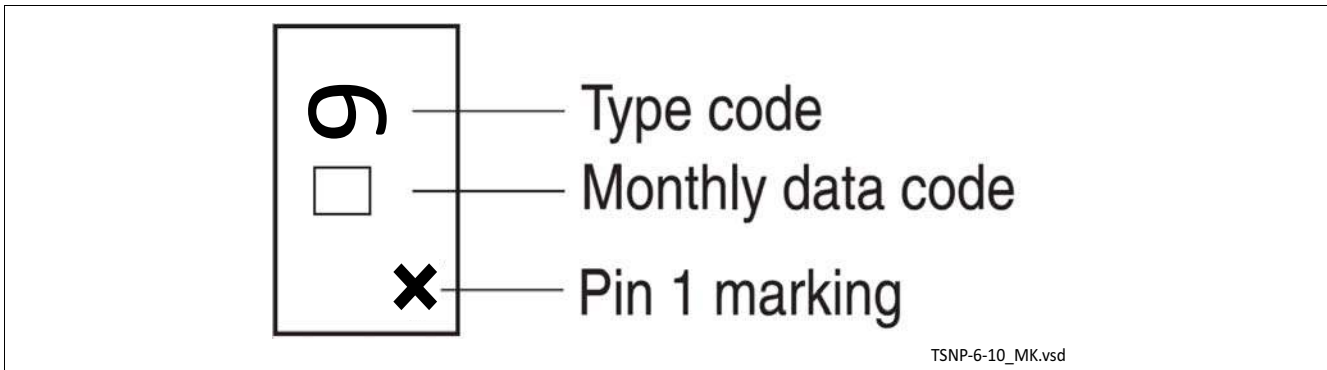 Type code
Monthly data code
Pin 1 marking
TSNP-6-10_MK.vsd